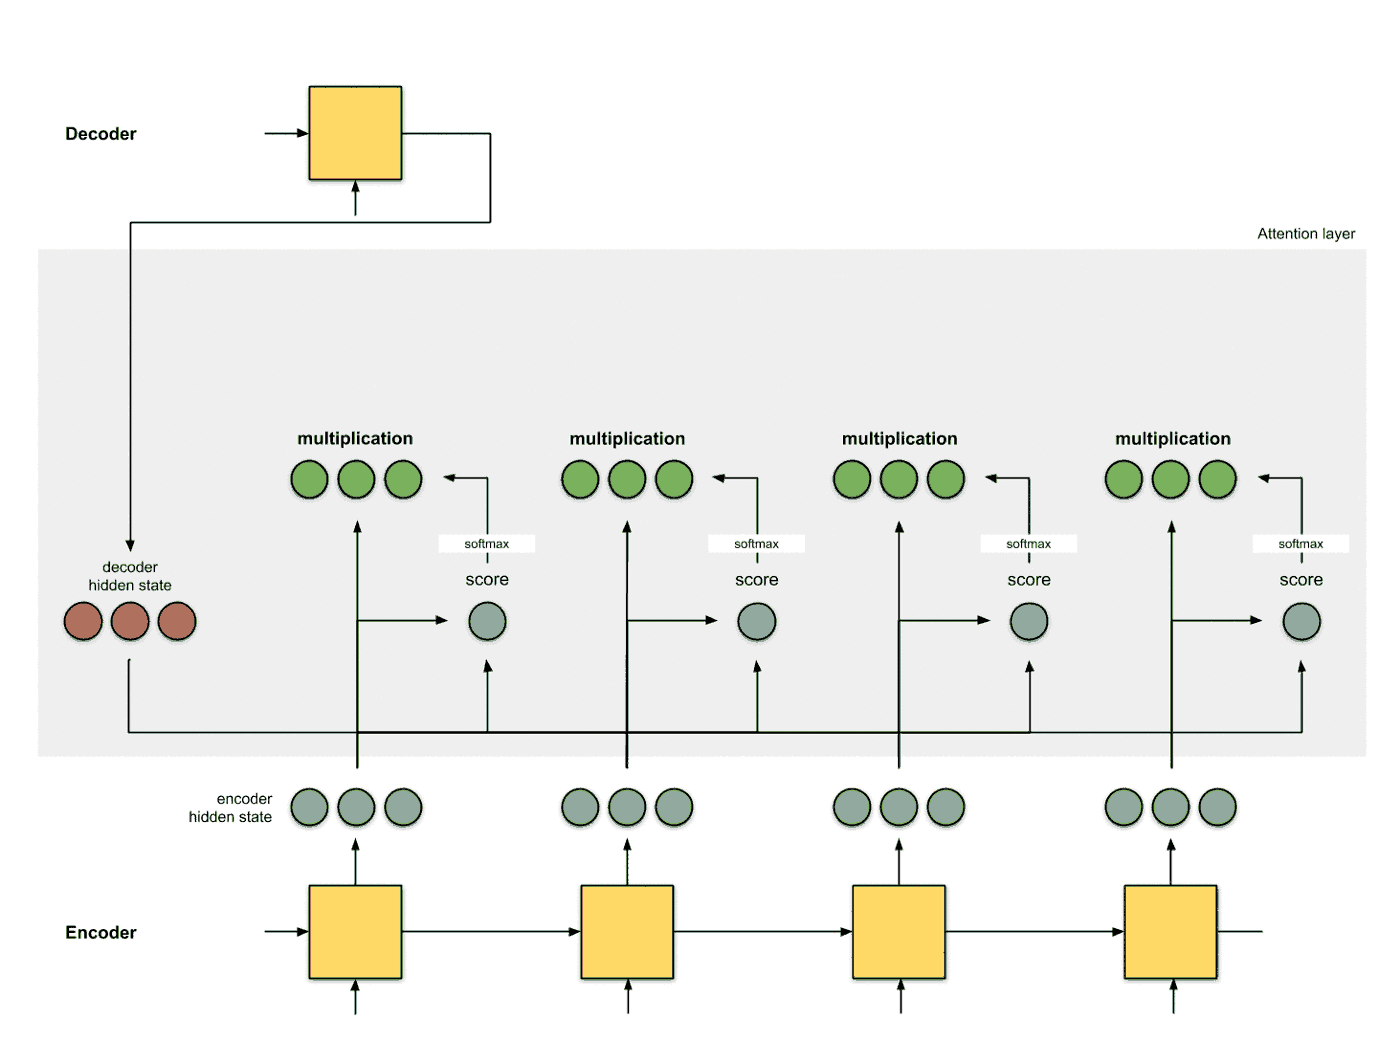 Decoder
Attention layer
multiplication
multiplication
multiplication
multiplication
softmax
softmax
softmax
softmax
decoder
hidden state
score
score
score
score
encoder
hidden state
Encoder